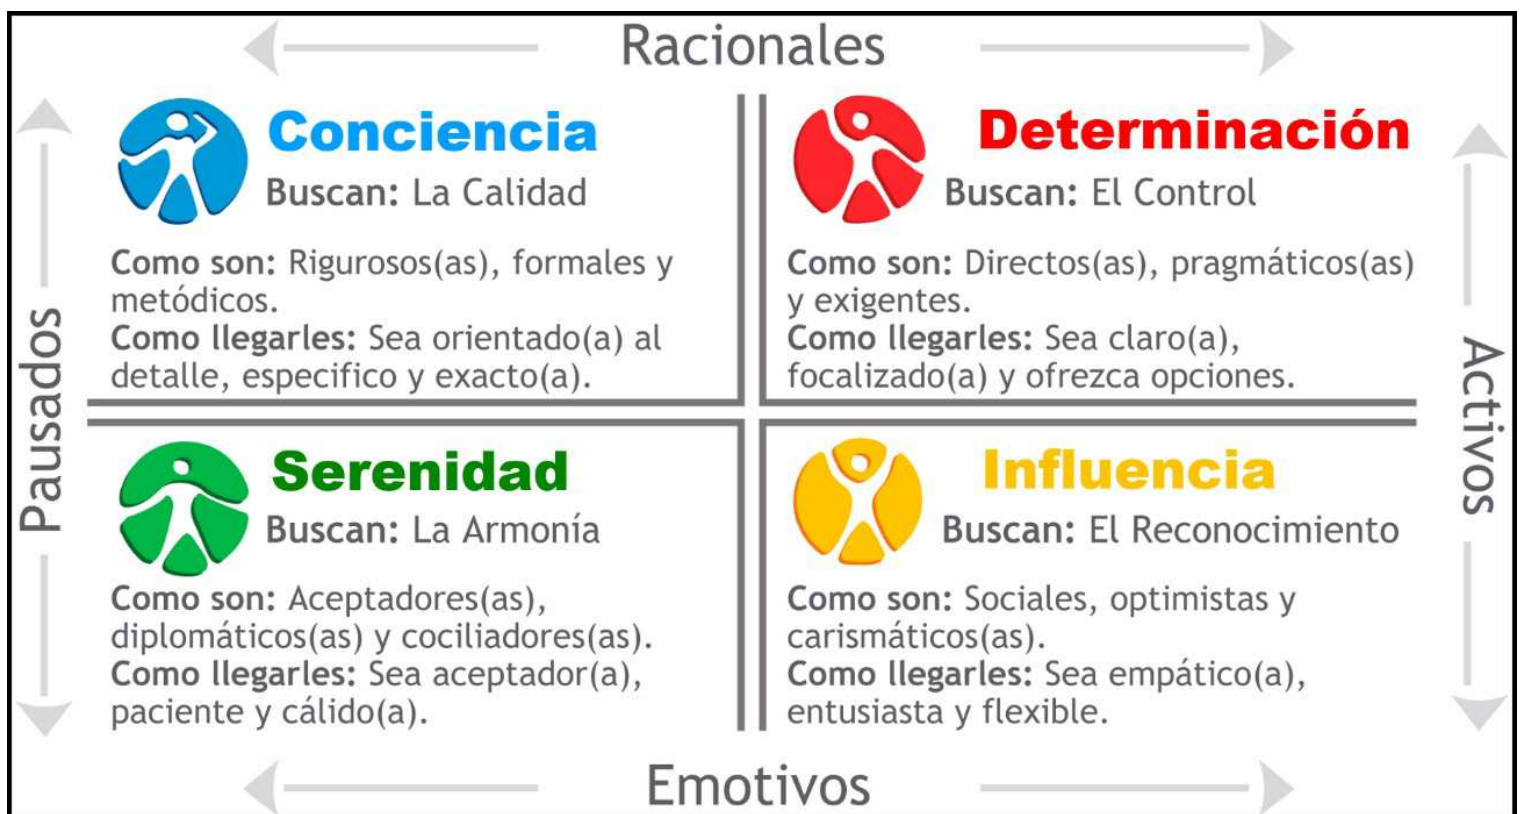 Racionales
Pausados
Conciencia
Buscan: La Calidad
Como son: Rigurosos(as), formales y
metódicos.
Como llegarles: Sea orientado(a) al
detalle, especifico y exacto(a).
Determinación
Buscan: El Control
Como son: Directos(as), pragmáticos(as)
y exigentes.
Como llegarles: Sea claro(a),
focalizado(a) y ofrezca opciones.
Activos
Serenidad
Buscan: La Armonía
Como son: Aceptadores(as),
diplomáticos(as) y cociliadores(as).
Como llegarles: Sea aceptador(a),
paciente y cálido(a).
Influencia
Buscan: El Reconocimiento
Como son: Sociales, optimistas y
carismáticos(as).
Como llegarles: Sea empático(a),
entusiasta y flexible.
Emotivos